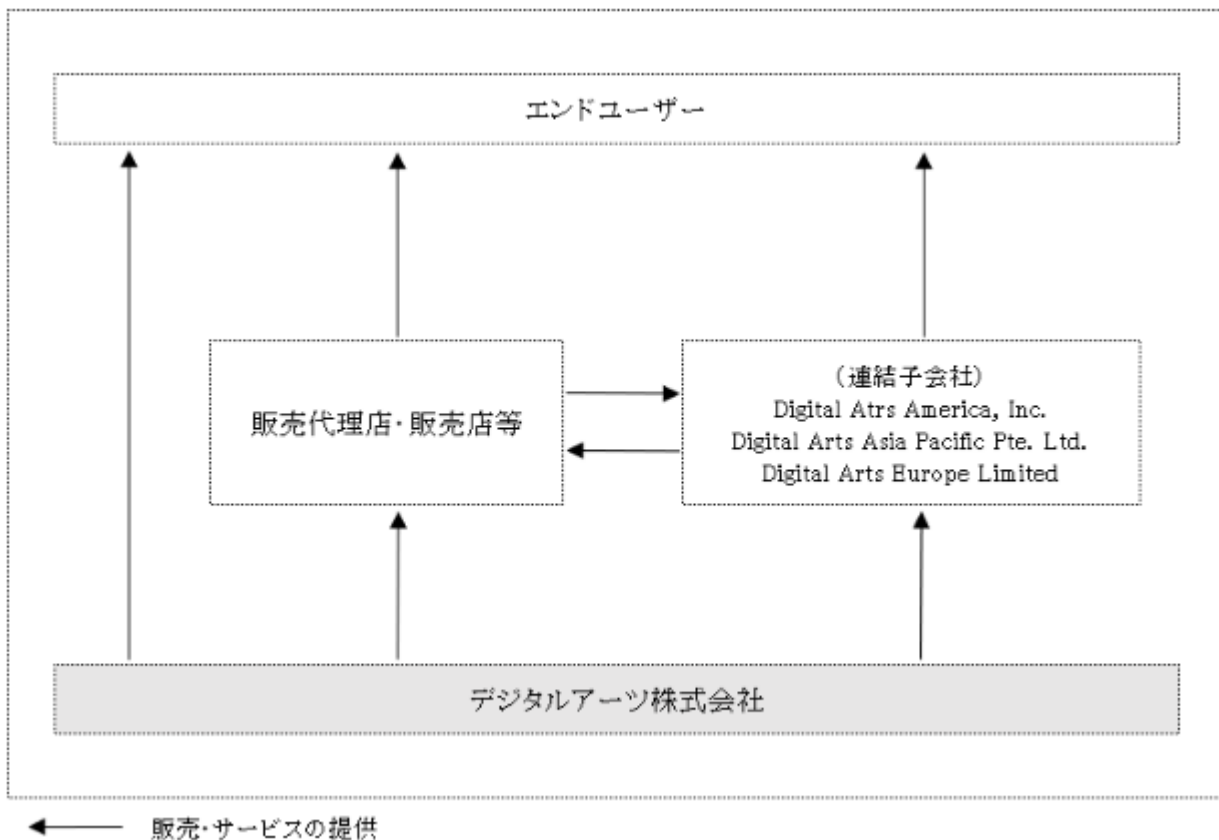 エンドユーザー
販売代理店・販売店等
（連結子会社）
Digital Atrs America, Inc.
Digital Arts Asia Pacific Pte. Ltd.
Digital Arts Europe Limited
デジタルアーツ株式会社
販売・サービスの提供